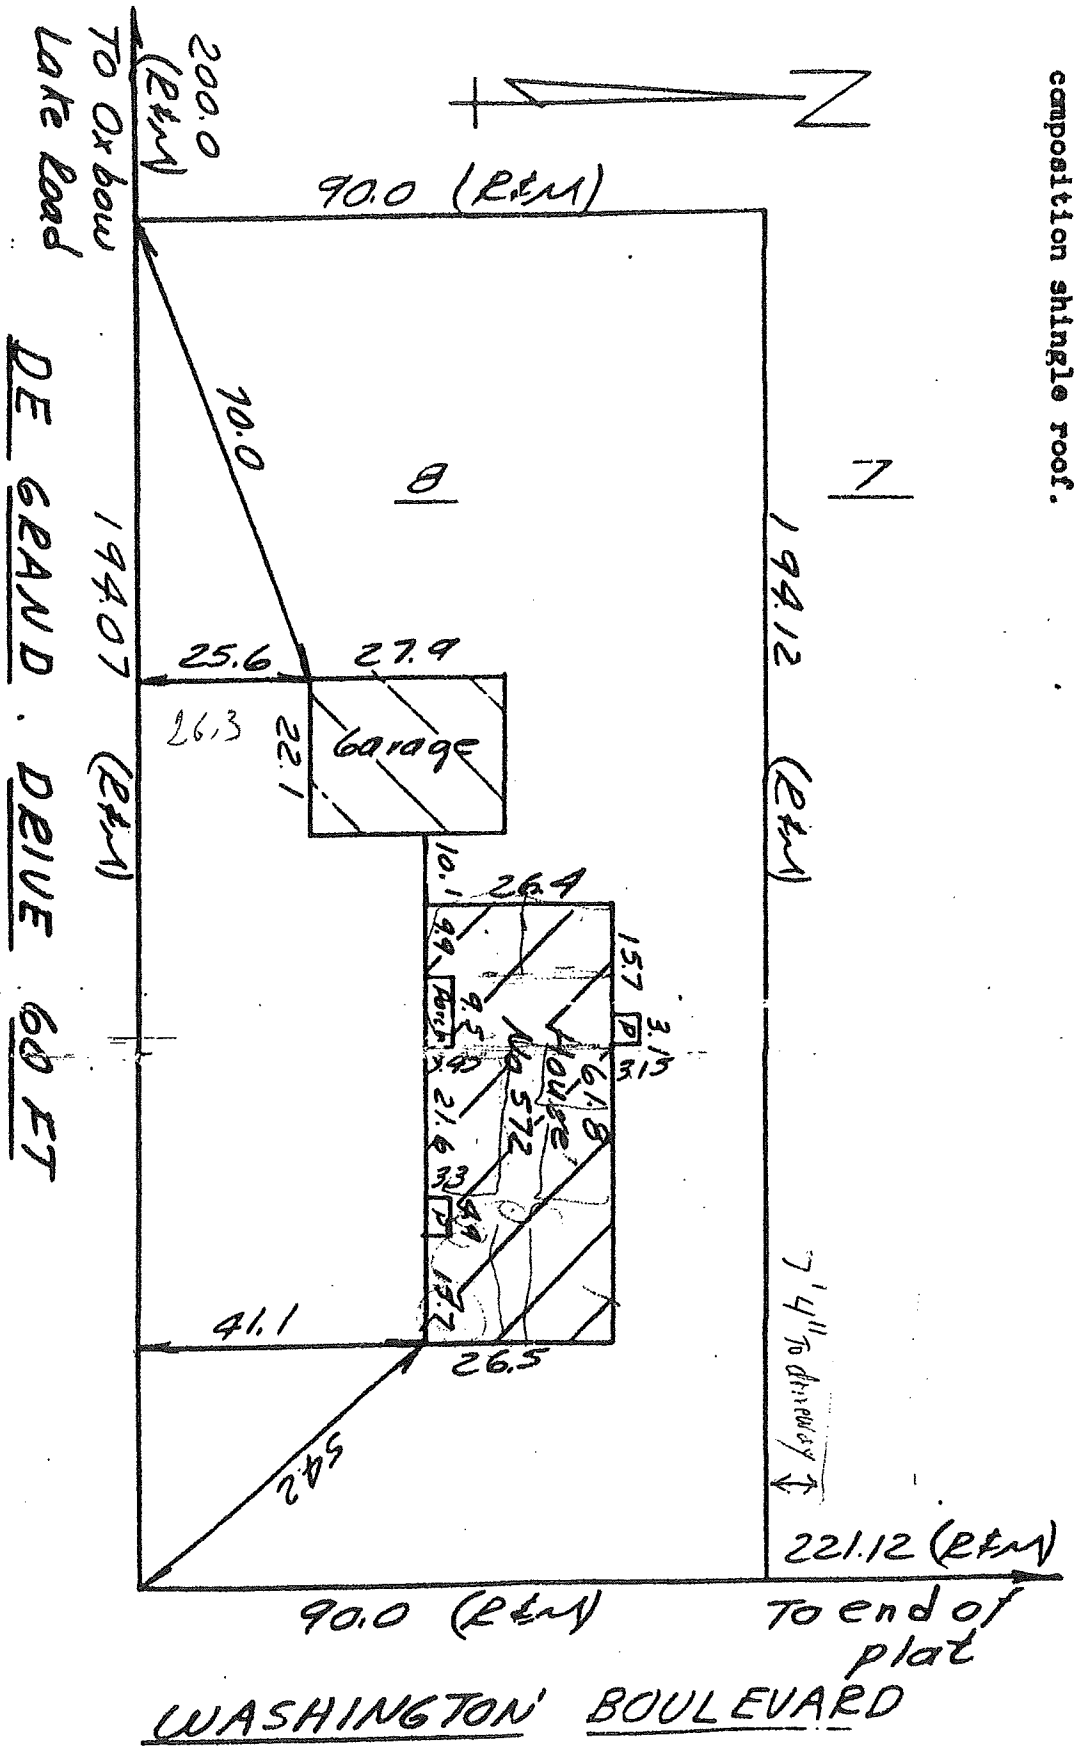 composition shingle roof.
N
200.0
(R&M)
To Oxbow
Lake Road
90.0 (R&M)
8
7
70.0
194.12 (R&M)
194.07 (R&M)
DE GRAND DRIVE 60 FT
25.6
27.9
26.3
22.1
Garage
10.1
26.4
9.9
Porch
9.5
15.7
P
3.13
3.13
61.8
House
No 572
21.6
3.3
P
17.7
41.1
26.5
54.2
7'4" To driveway
221.12 (R&M)
To end of
plat
90.0 (R&M)
WASHINGTON BOULEVARD